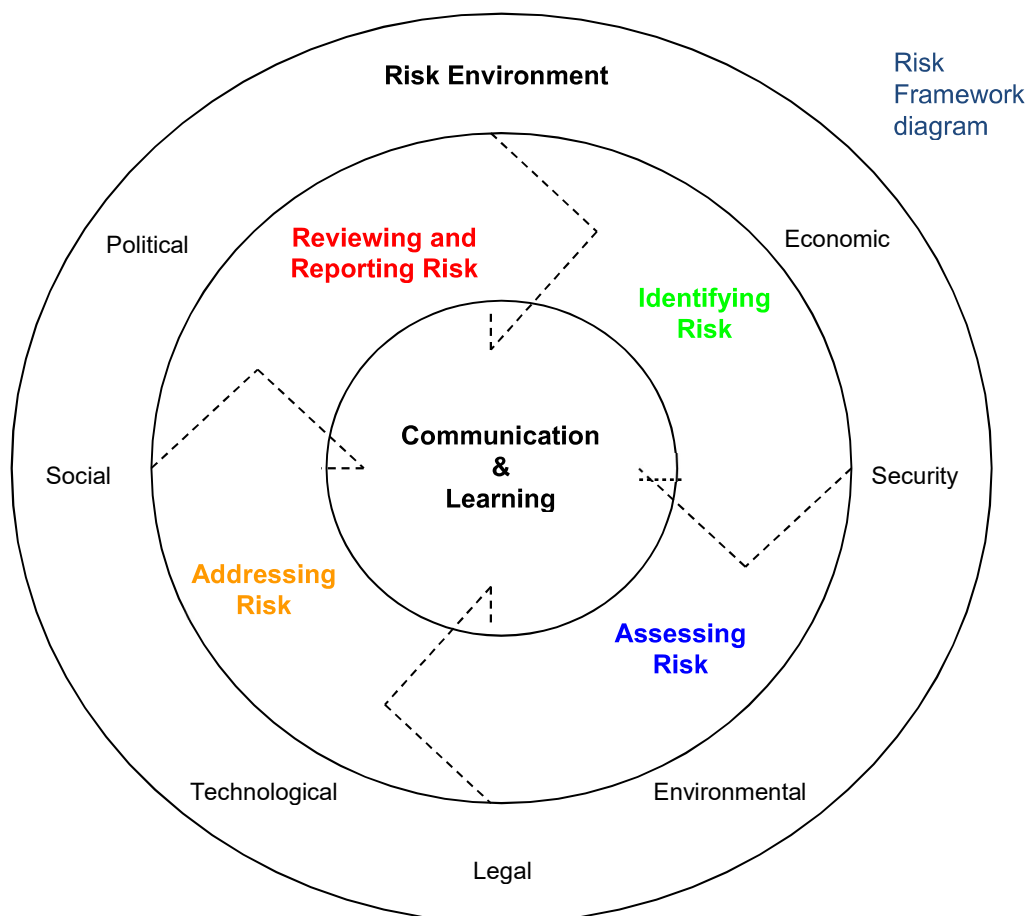 Risk Environment
Risk
Framework
diagram
Political
Economic
Reviewing and
Reporting Risk
Identifying
Risk
Communication
&
Learning
Social
Security
Addressing
Risk
Assessing
Risk
Technological
Environmental
Legal